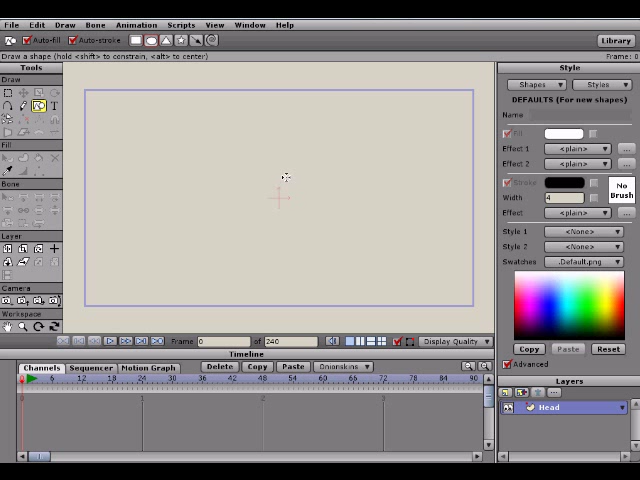 File Edit Draw Bone Animation Scripts View Window Help
Auto-fill Auto-stroke Library
Draw a shape (hold <shift> to constrain, <alt> to center) Frame: 0
Tools
Draw
T
Fill
Bone
Layer
Camera
Workspace
Style
Shapes Styles
DEFAULTS (For new shapes)
Name
Fill
Effect 1 <plain> ...
Effect 2 <plain> ...
Stroke
No Brush
Width 4
Effect <plain> ...
Style 1 <None>
Style 2 <None>
Swatches .Default.png
Copy Paste Reset
Advanced
Layers
Head
Frame 0 of 240 Display Quality
Timeline
Channels Sequencer Motion Graph Delete Copy Paste Onionskins
6 12 18 24 30 36 42 48 54 60 66 72 78 84 90
0 1 2 3